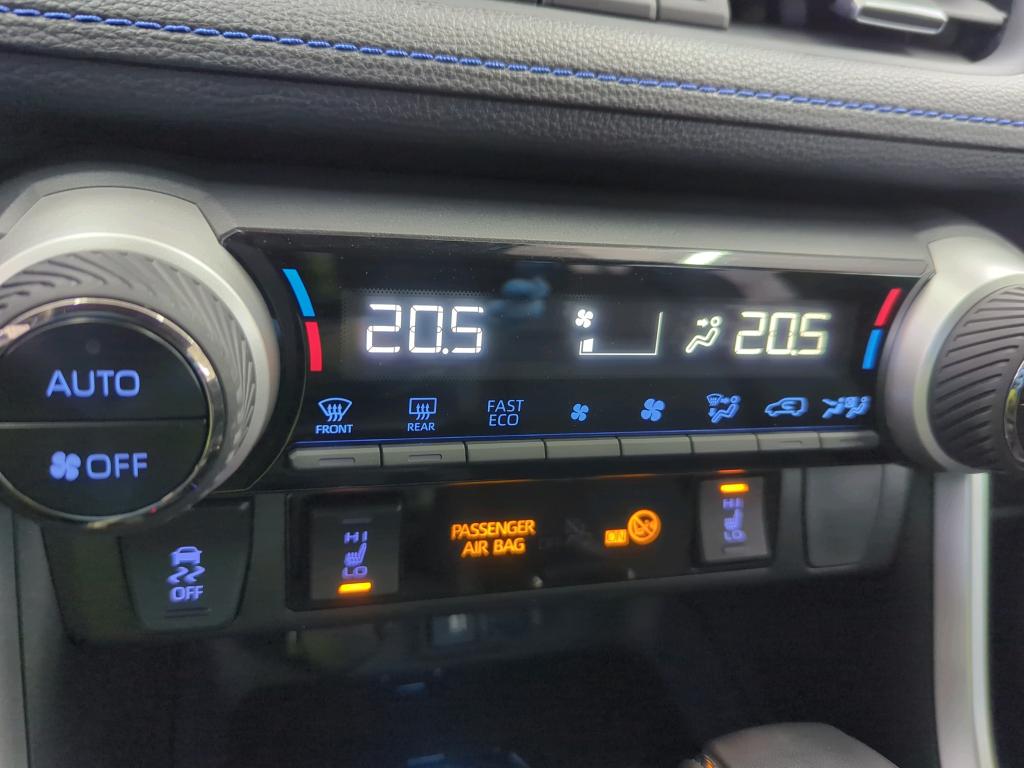 20.5
20.5
AUTO
OFF
FRONT
REAR
FAST
ECO
HI
LO
PASSENGER
AIR BAG
ON
HI
LO
OFF